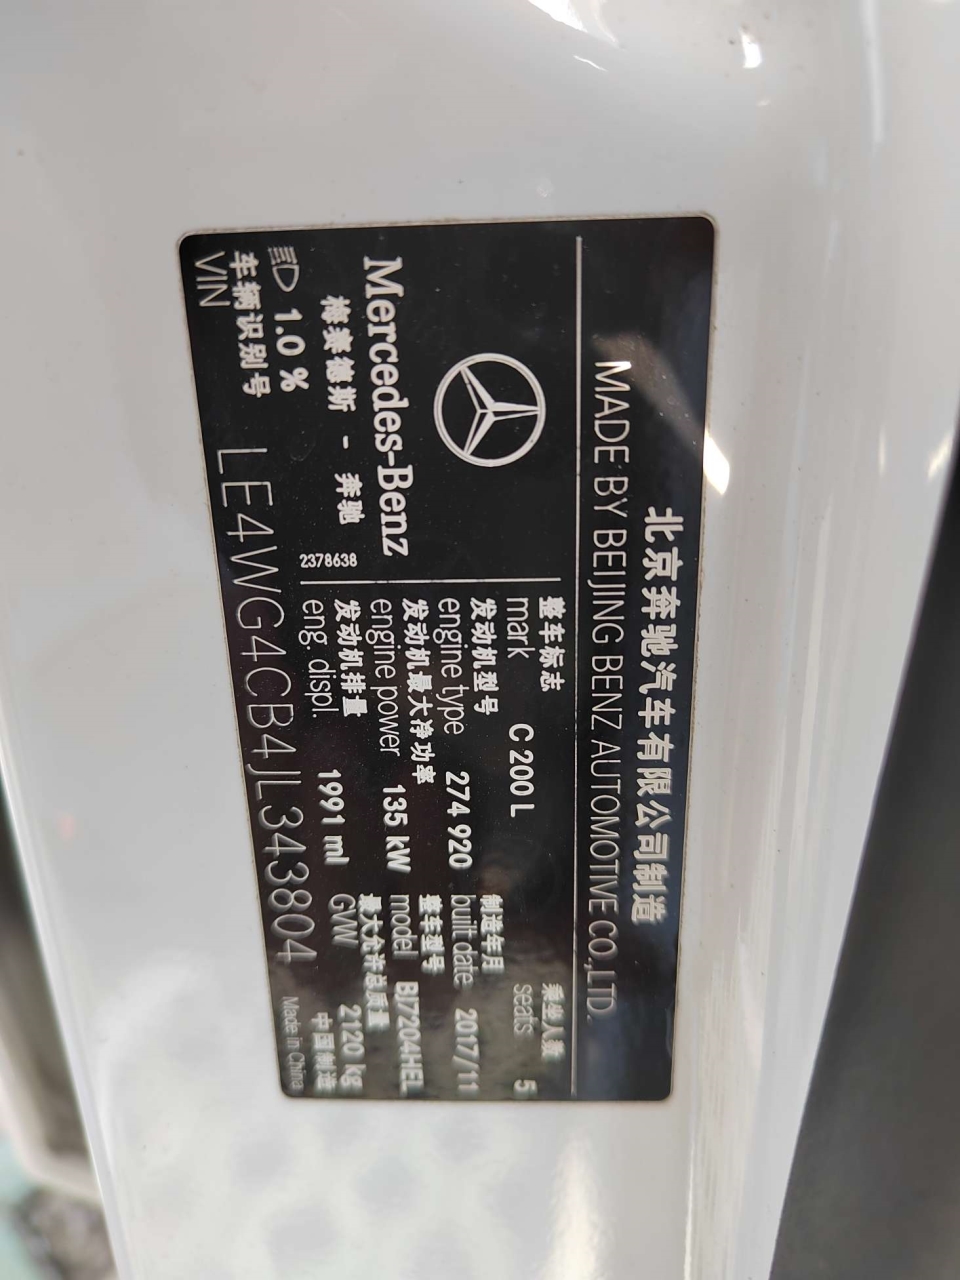 北京奔驰汽车有限公司制造
MADE BY BEIJING BENZ AUTOMOTIVE CO.,LTD.
Mercedes-Benz
梅赛德斯 - 奔驰
1.0 %
2378638
整车标志
mark C 200 L
乘坐人数
seats 5
发动机型号
engine type 274 920
制造年月
built date 2017/11
发动机最大净功率
engine power 135 kW
整车型号
model BJ7204HEL
发动机排量
eng. displ. 1991 ml
最大允许总质量
GVW 2120 kg
车辆识别号
VIN LE4WG4CB4JL343804
中国制造
Made in China